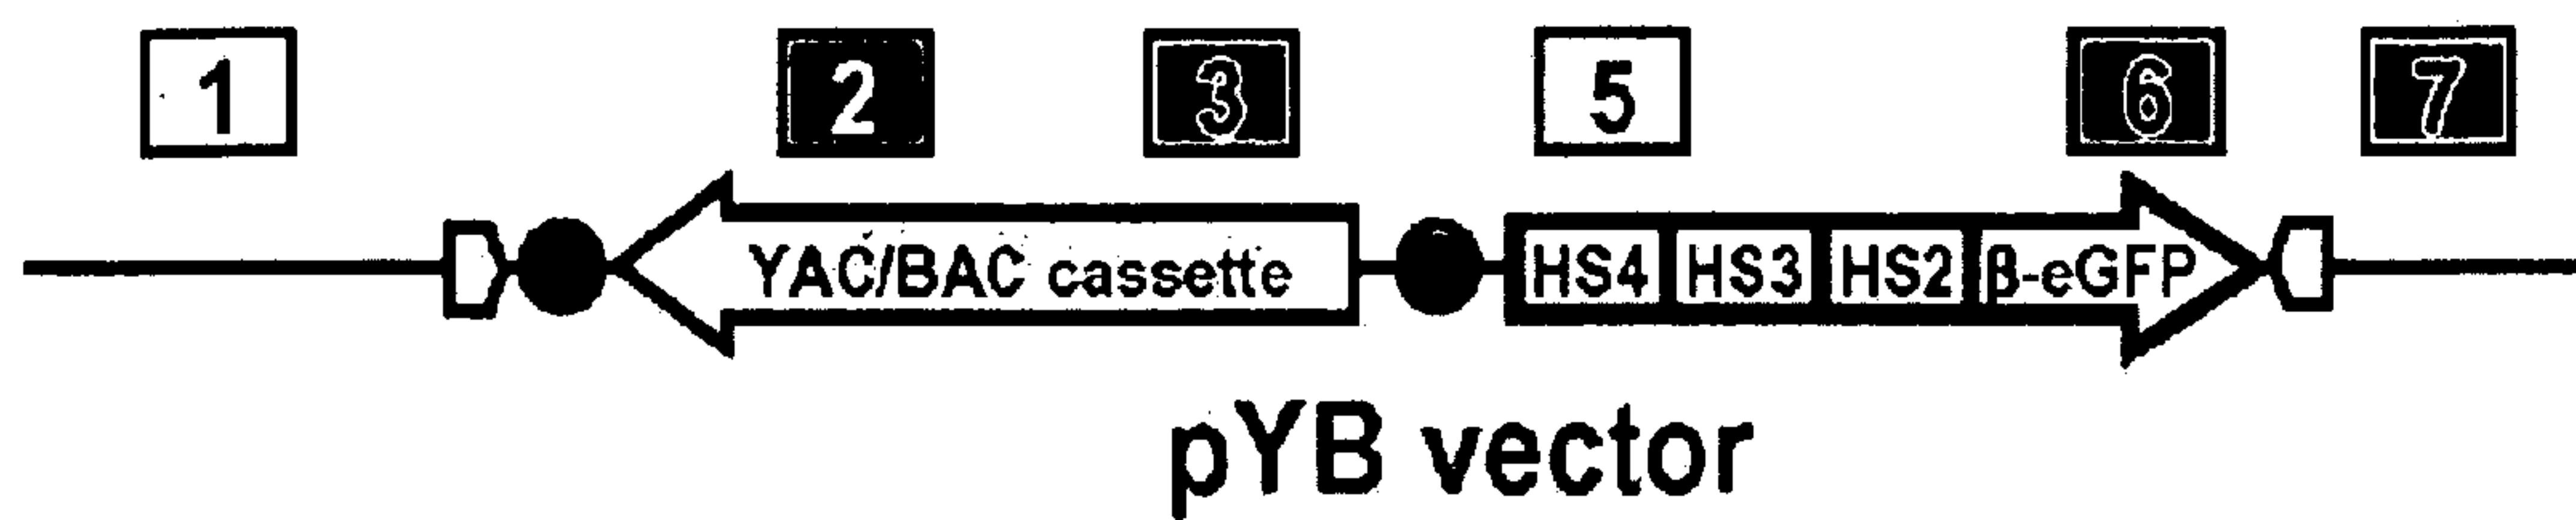 1 2 3 5 6 7
YAC/BAC cassette HS4 HS3 HS2 β-eGFP
pYB vector